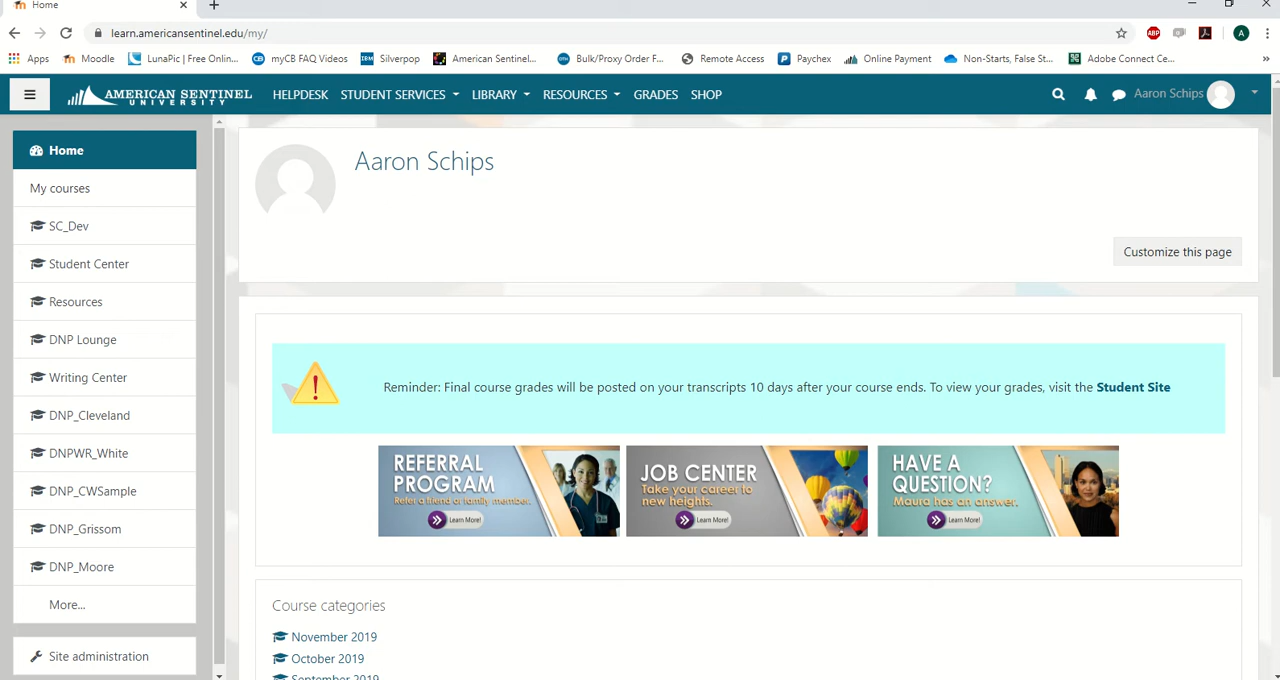 Home
learn.americansentinel.edu/my/
ABP
A
Apps
Moodle
LunaPic | Free Onlin...
CB
myCB FAQ Videos
IBM
Silverpop
American Sentinel...
Bulk/Proxy Order F...
Remote Access
Paychex
Online Payment
Non-Starts, False St...
Adobe Connect Ce...
»
AMERICAN SENTINEL
UNIVERSITY
HELPDESK
STUDENT SERVICES
LIBRARY
RESOURCES
GRADES
SHOP
Aaron Schips
Home
My courses
SC_Dev
Student Center
Resources
DNP Lounge
Writing Center
DNP_Cleveland
DNPWR_White
DNP_CWSample
DNP_Grissom
DNP_Moore
More...
Site administration
Aaron Schips
Customize this page
Reminder: Final course grades will be posted on your transcripts 10 days after your course ends. To view your grades, visit the Student Site
REFERRAL
PROGRAM
Refer a friend or family member.
Learn More!
JOB CENTER
Take your career to
new heights.
Learn More!
HAVE A
QUESTION?
Maura has an answer.
Learn More!
Course categories
November 2019
October 2019
September 2019